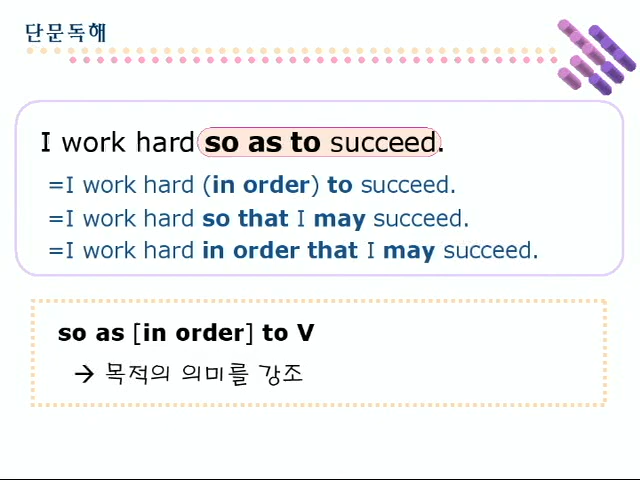 단문독해
I work hard so as to succeed.
=I work hard (in order) to succeed.
=I work hard so that I may succeed.
=I work hard in order that I may succeed.
so as [in order] to V
→ 목적의 의미를 강조